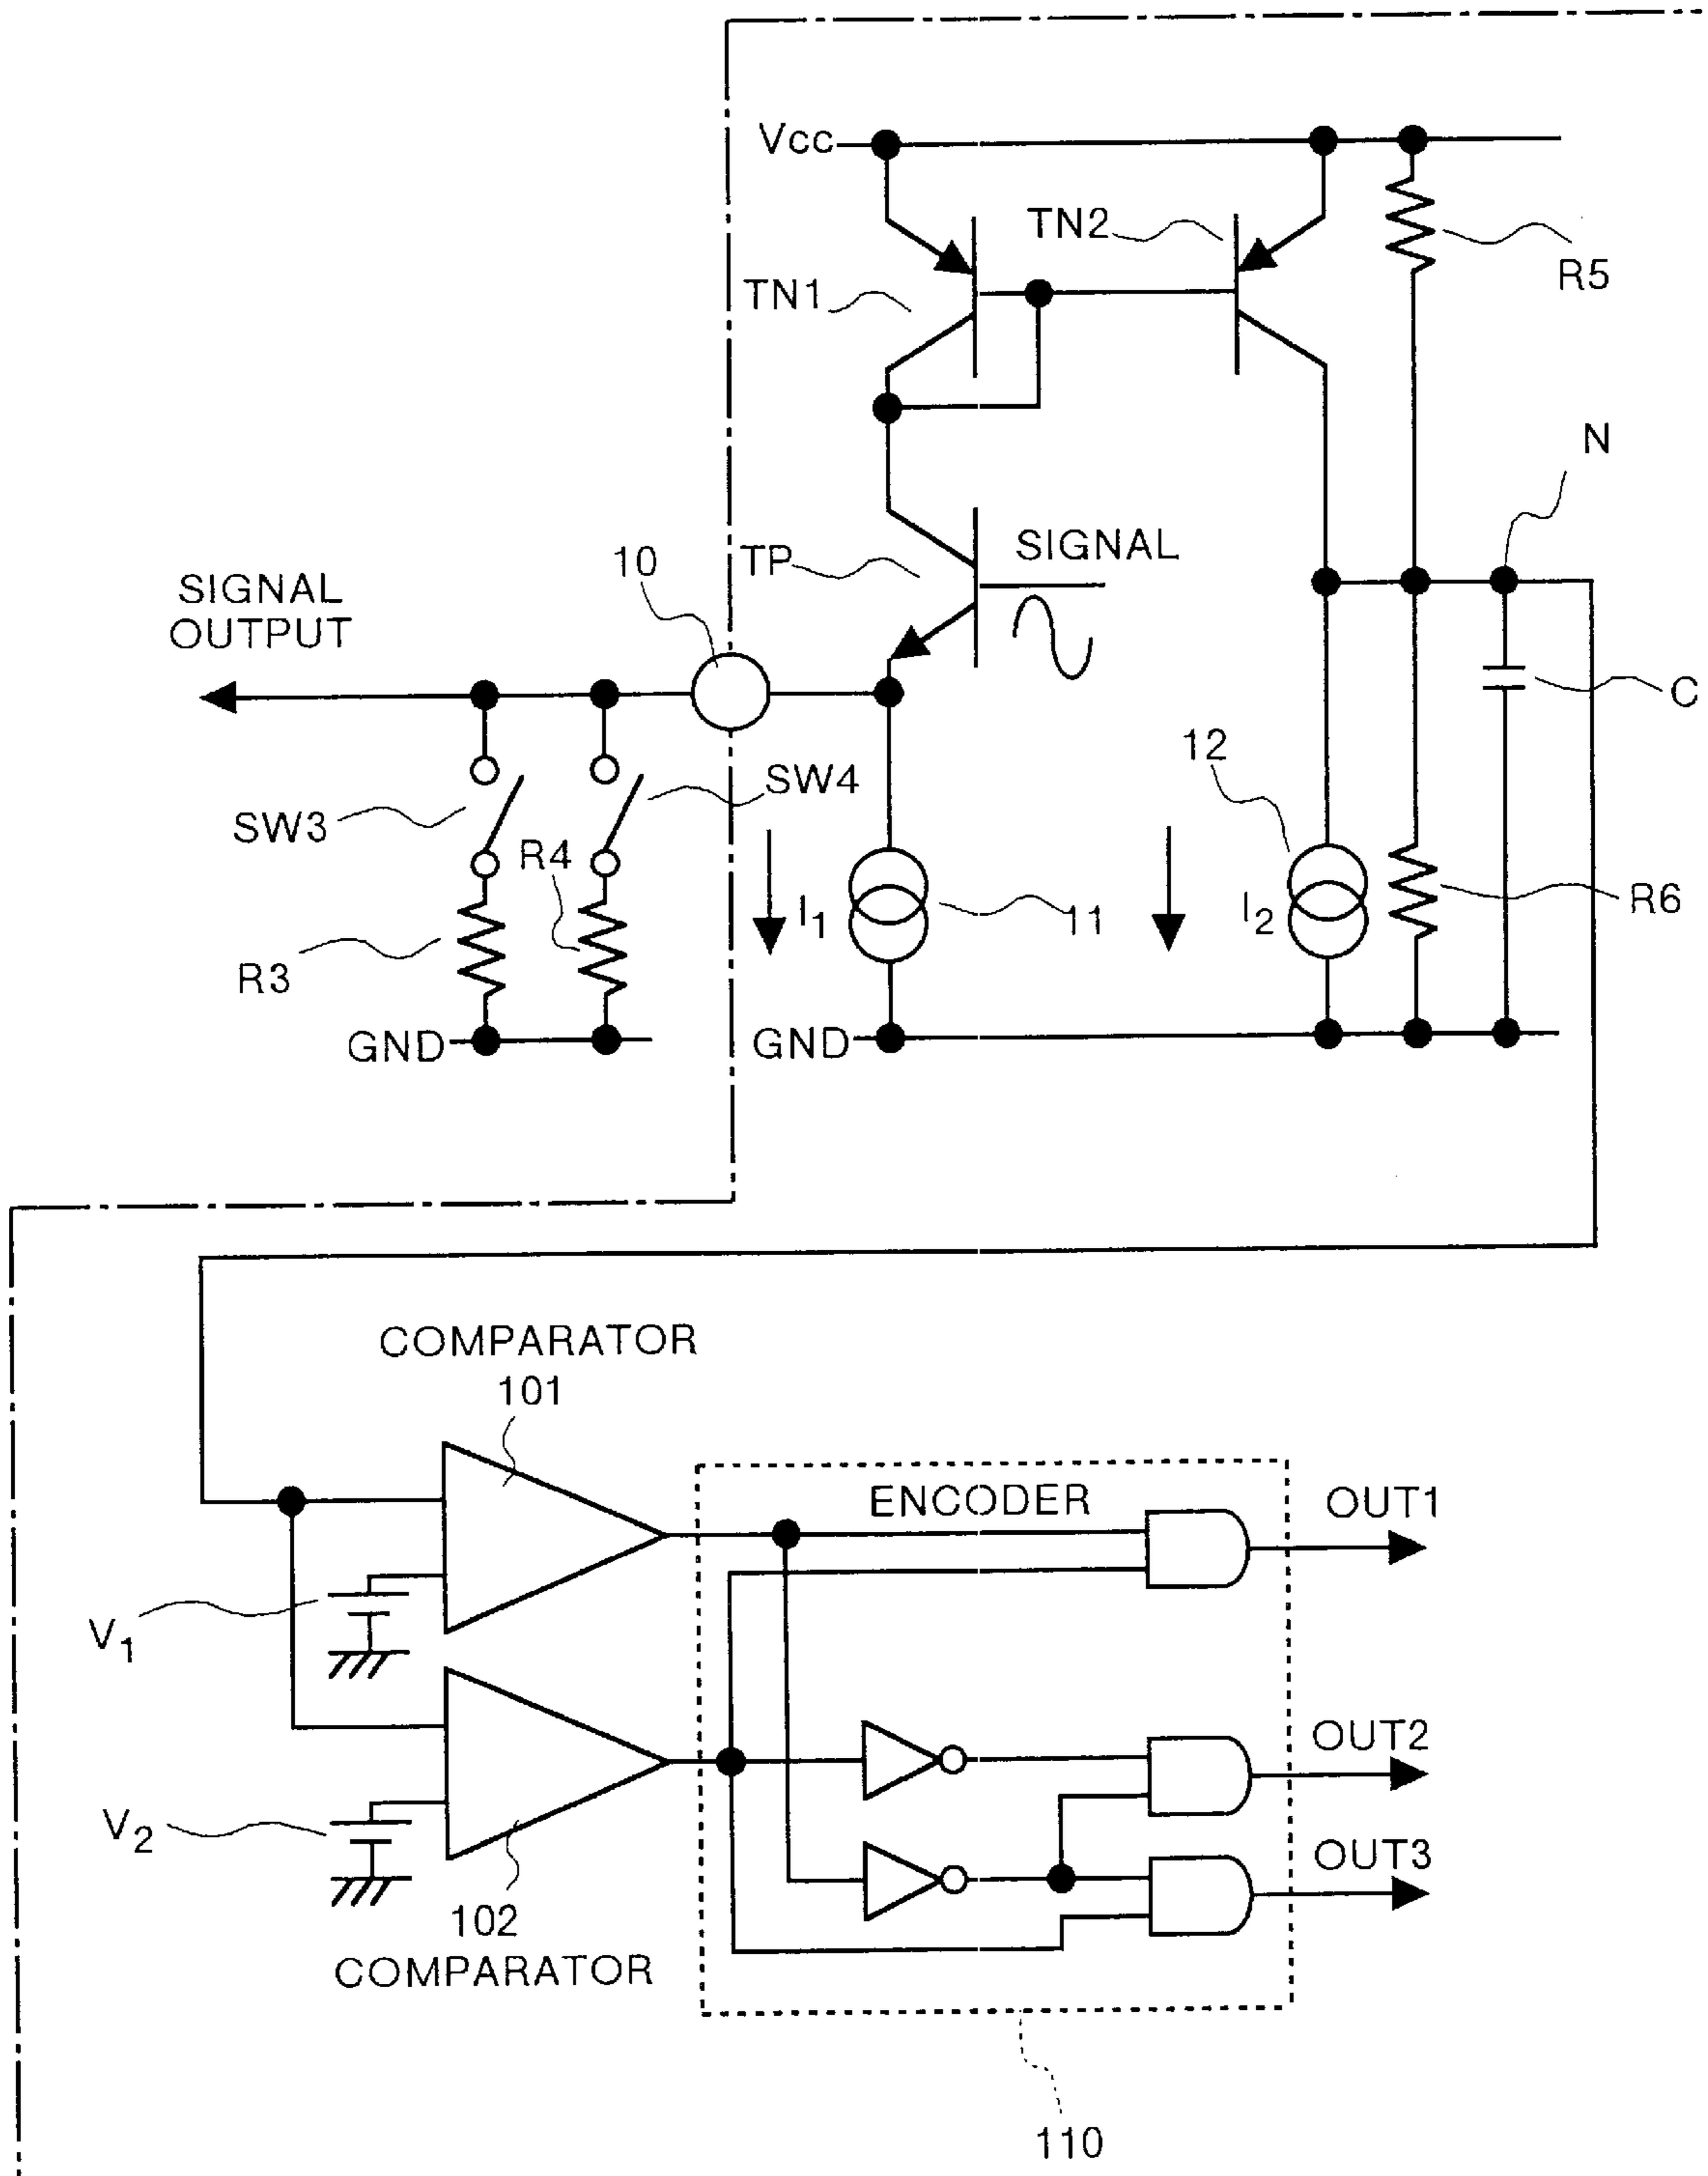 Vcc
TN2
TN1
R5
N
10
TP
SIGNAL
SIGNAL
OUTPUT
C
12
SW4
SW3
R4
I1
11
I2
R6
R3
GND
GND
COMPARATOR
101
ENCODER
OUT1
V1
OUT2
V2
OUT3
102
COMPARATOR
110